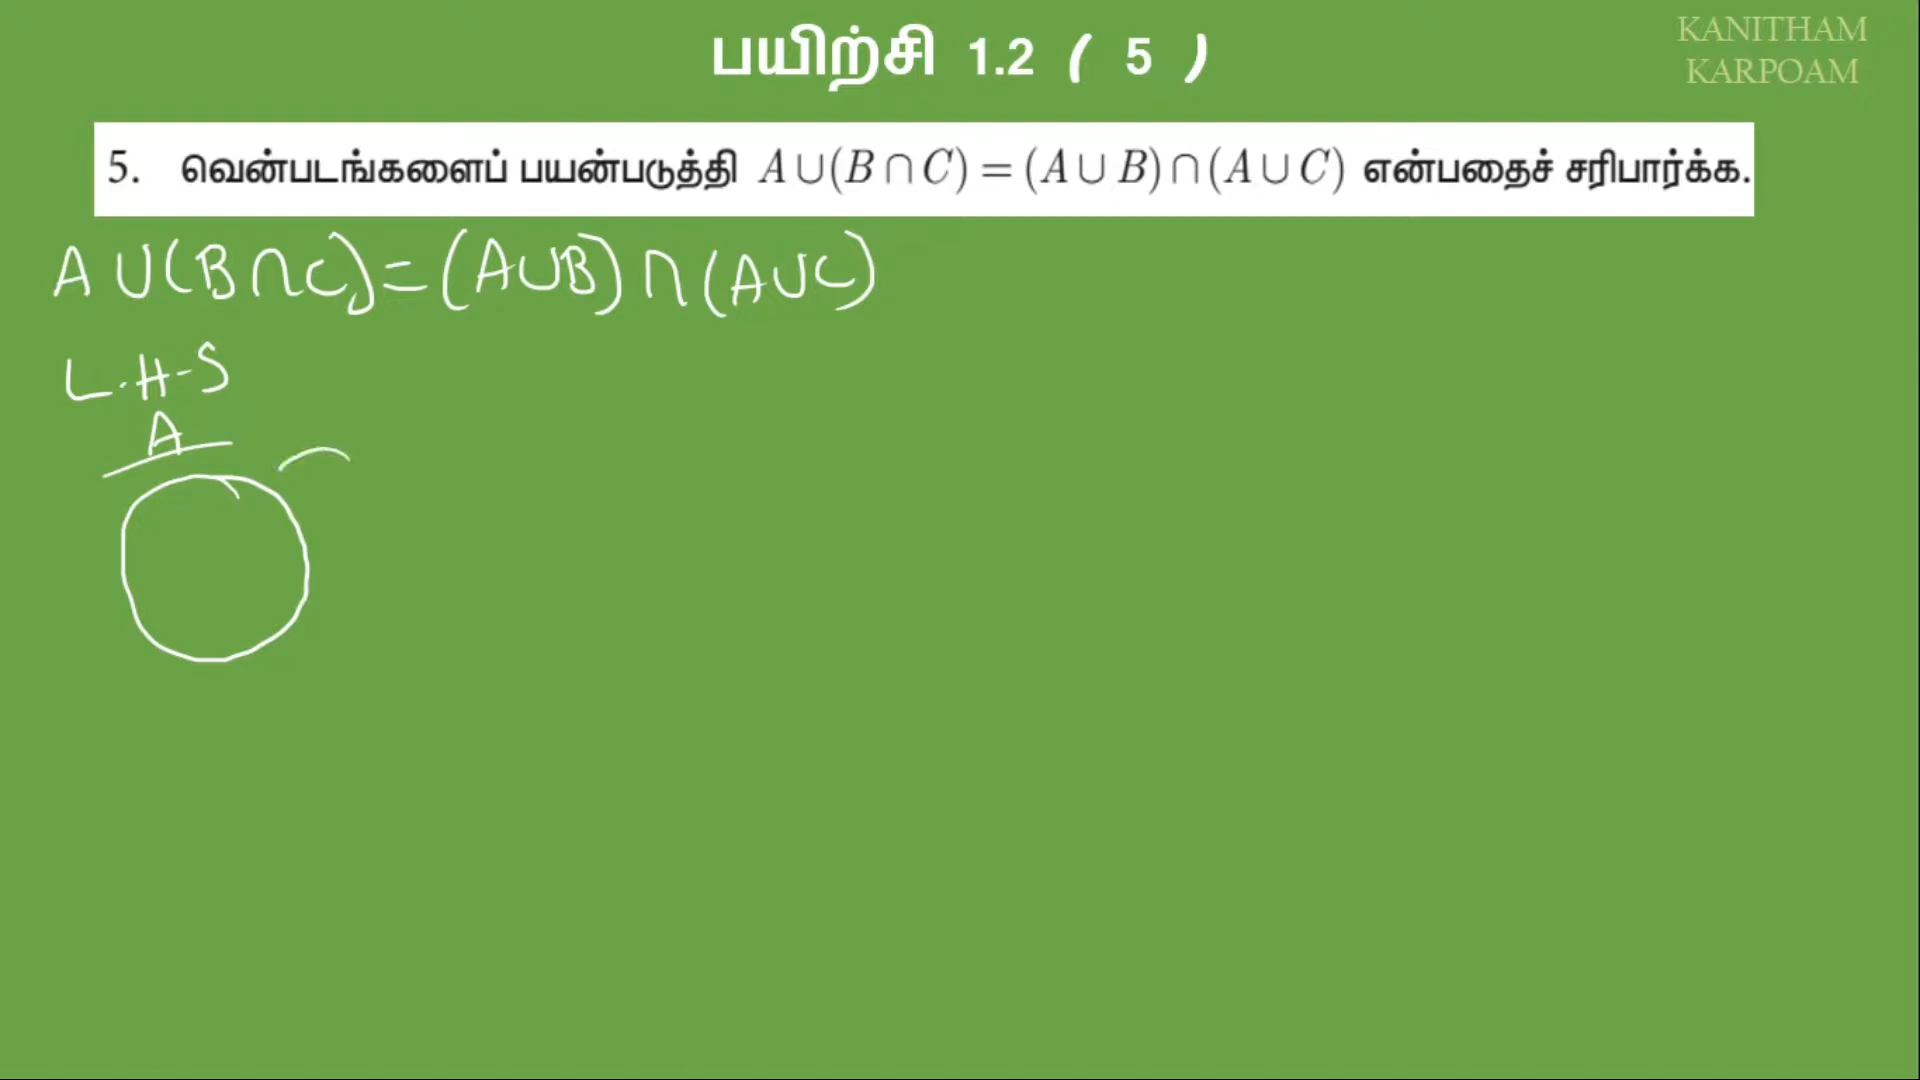 பயிற்சி 1.2 ( 5 )
KANITHAM
KARPOAM
5. வென்படங்களைப் பயன்படுத்தி A∪(B∩C)=(A∪B)∩(A∪C) என்பதைச் சரிபார்க்க.
A∪(B∩C)=(A∪B)∩(A∪C)
L.H-S
A